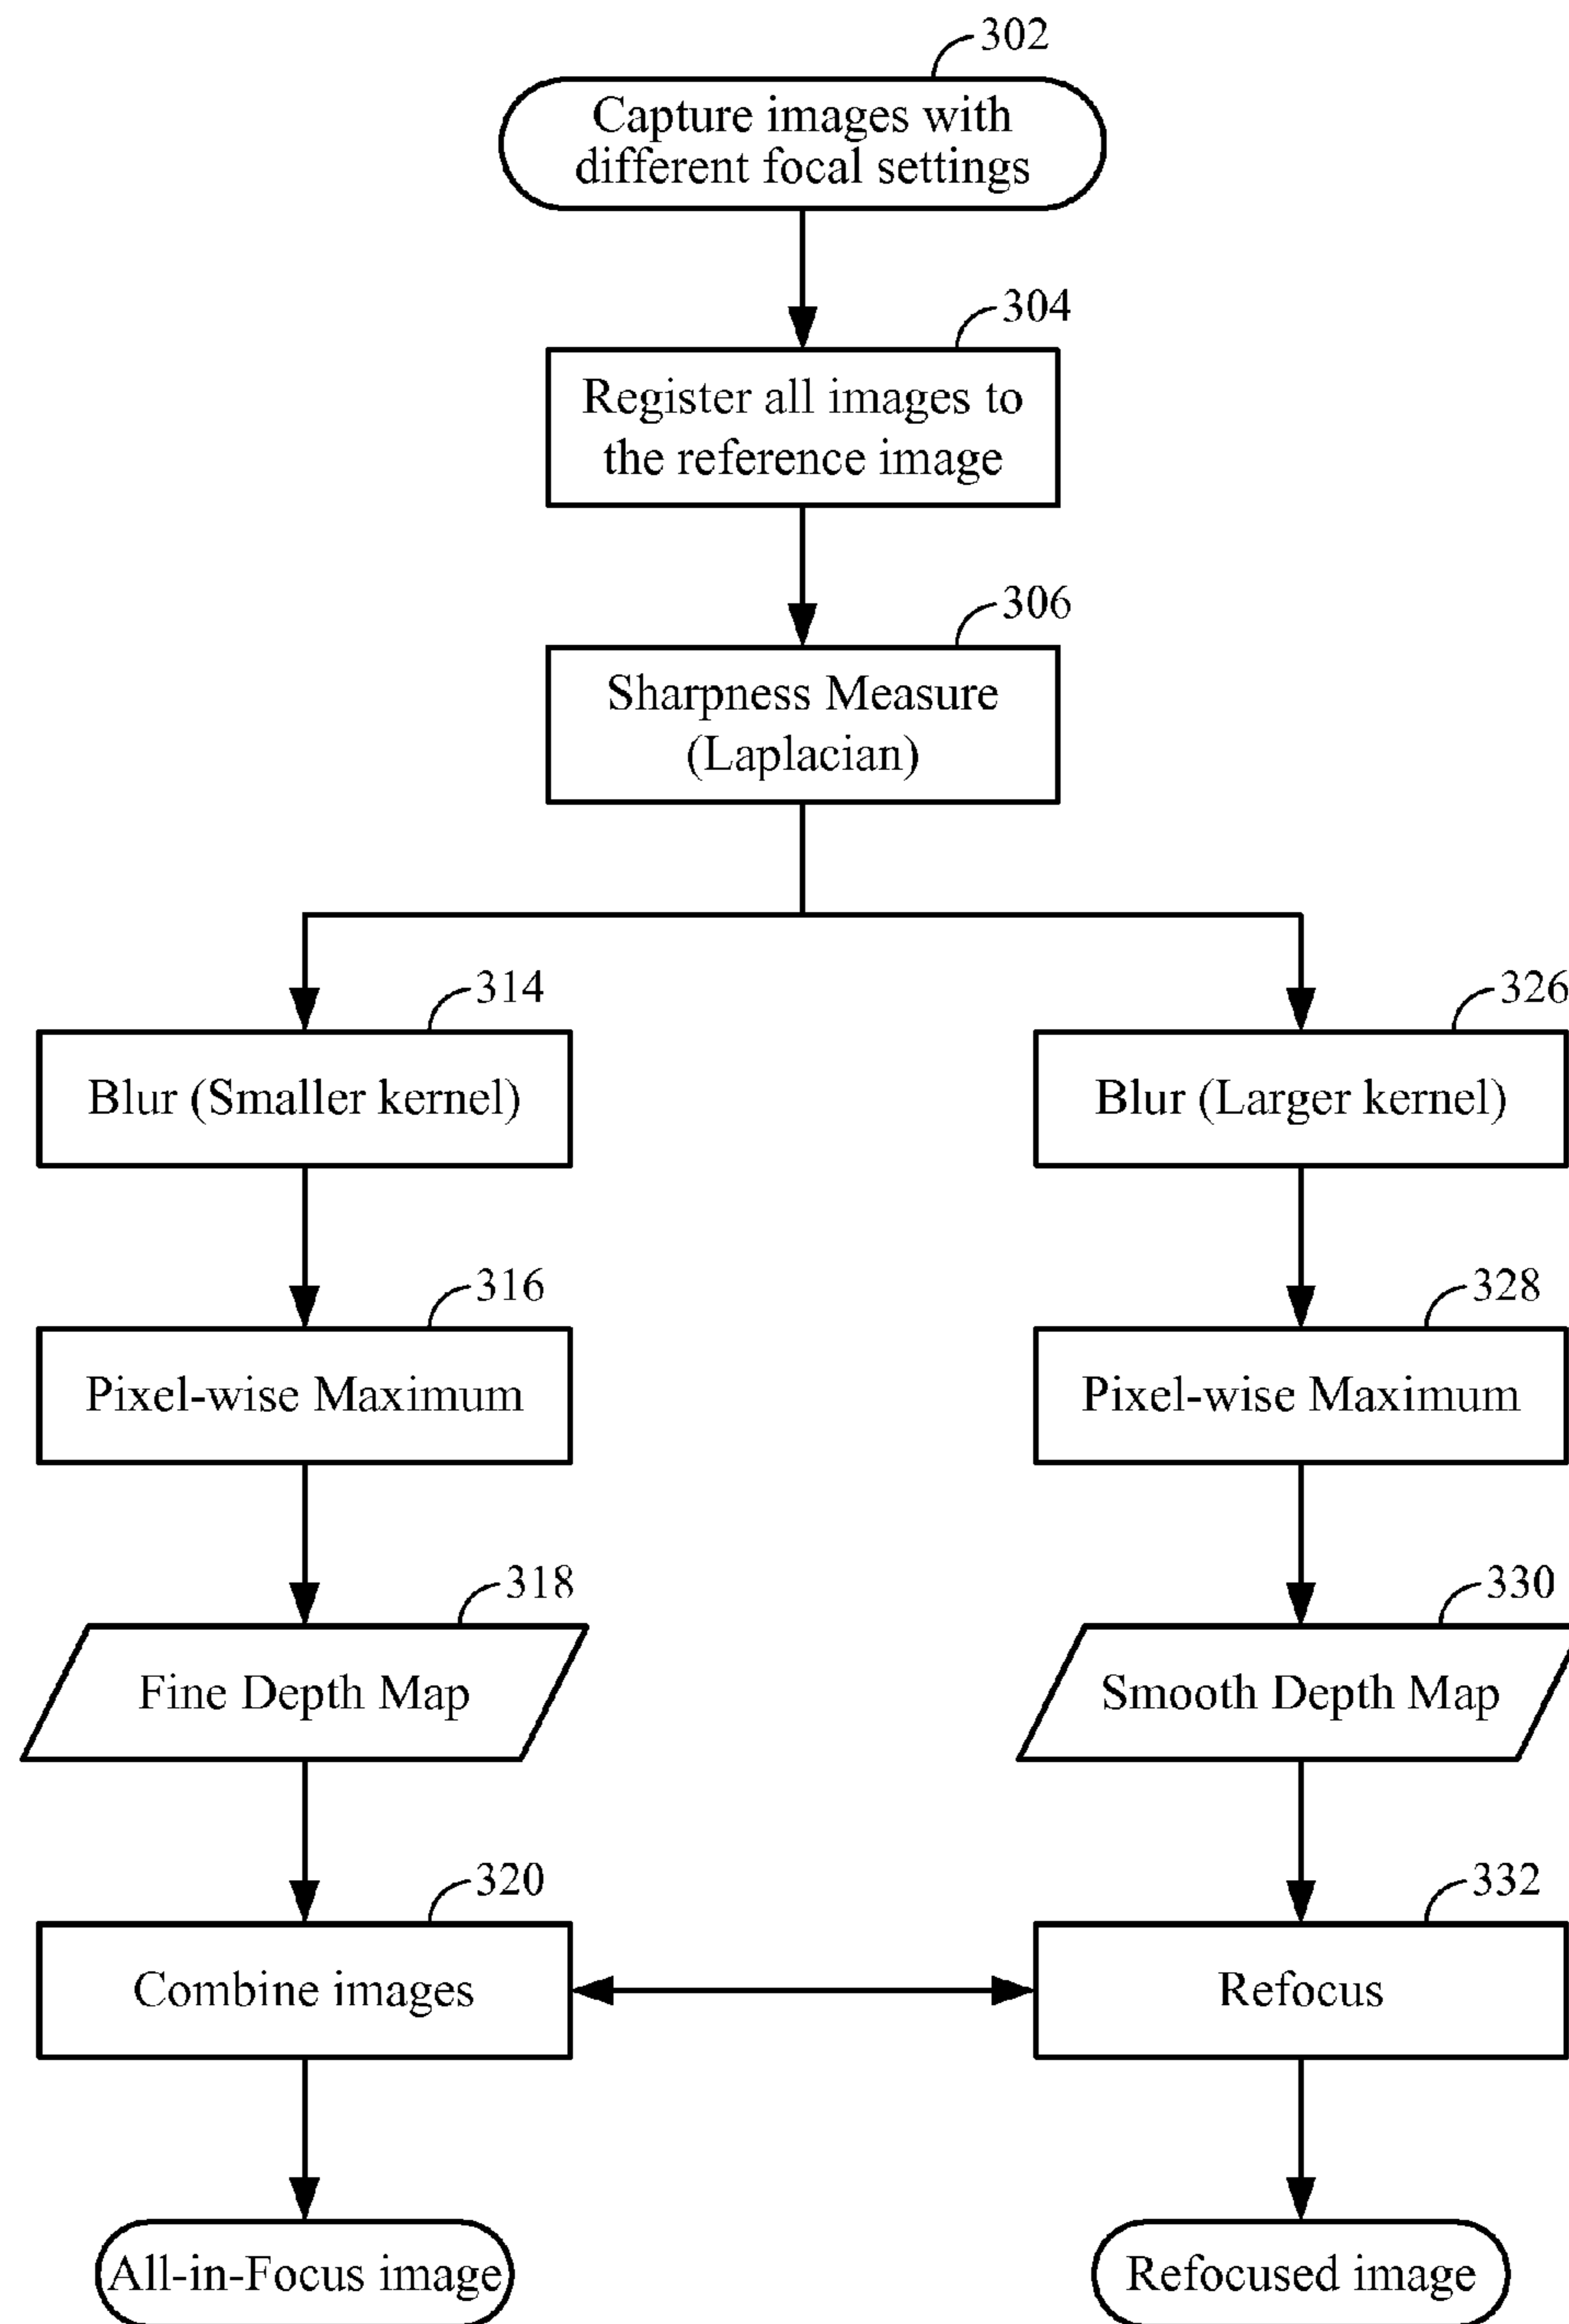 302
Capture images with
different focal settings
304
Register all images to
the reference image
306
Sharpness Measure
(Laplacian)
314
326
Blur (Smaller kernel)
Blur (Larger kernel)
316
328
Pixel-wise Maximum
Pixel-wise Maximum
318
330
Fine Depth Map
Smooth Depth Map
320
332
Combine images
Refocus
All-in-Focus image
Refocused image